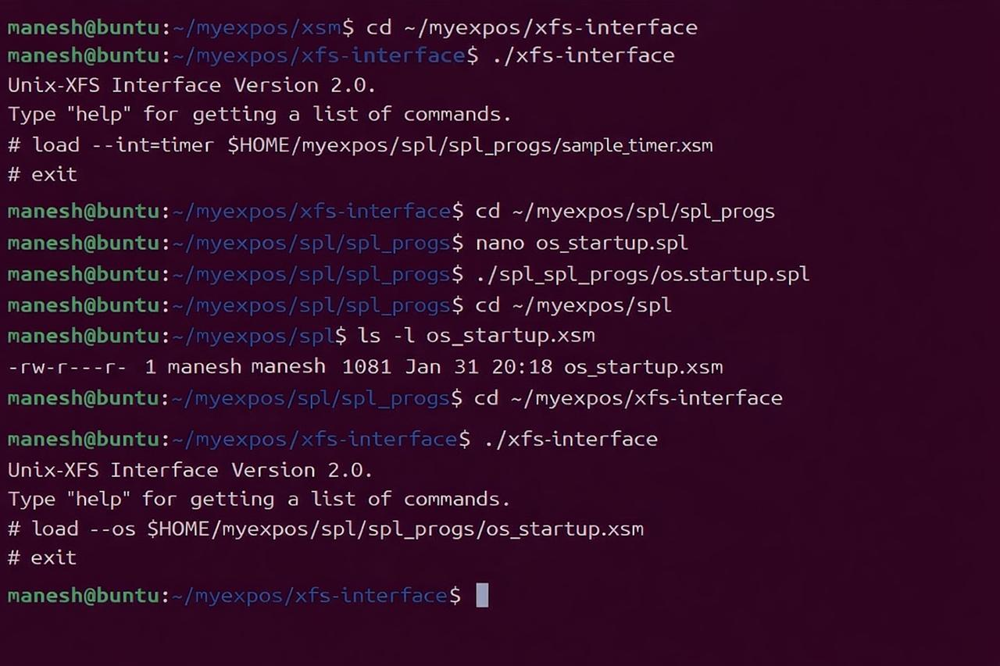 manesh@buntu:~/myexpos/xsm$ cd ~/myexpos/xfs-interface
manesh@buntu:~/myexpos/xfs-interface$ ./xfs-interface
Unix-XFS Interface Version 2.0.
Type "help" for getting a list of commands.
# load --int=timer $HOME/myexpos/spl/spl_progs/sample_timer.xsm
# exit
manesh@buntu:~/myexpos/xfs-interface$ cd ~/myexpos/spl/spl_progs
manesh@buntu:~/myexpos/spl/spl_progs$ nano os_startup.spl
manesh@buntu:~/myexpos/spl/spl_progs$ ./spl_spl_progs/os_startup.spl
manesh@buntu:~/myexpos/spl/spl_progs$ cd ~/myexpos/spl
manesh@buntu:~/myexpos/spl$ ls -l os_startup.xsm
-rw-r---r- 1 manesh manesh 1081 Jan 31 20:18 os_startup.xsm
manesh@buntu:~/myexpos/spl/spl_progs$ cd ~/myexpos/xfs-interface
manesh@buntu:~/myexpos/xfs-interface$ ./xfs-interface
Unix-XFS Interface Version 2.0.
Type "help" for getting a list of commands.
# load --os $HOME/myexpos/spl/spl_progs/os_startup.xsm
# exit
manesh@buntu:~/myexpos/xfs-interface$